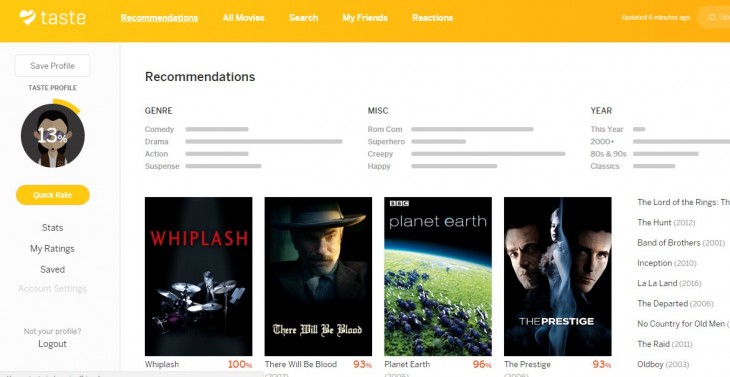 taste
Recommendations
All Movies
Search
My Friends
Reactions
Updated 6 minutes ago
Save Profile
TASTE PROFILE
13%
Quick Rate
Stats
My Ratings
Saved
Account Settings
Not your profile?
Logout
Recommendations
GENRE
Comedy
Drama
Action
Suspense
MISC
Rom Com
Superhero
Creepy
Happy
YEAR
This Year
2000+
80s & 90s
Classics
WHIPLASH
Whiplash 100%
There Will Be Blood
There Will Be Blood 93%
(2007)
BBC
planet earth
Planet Earth 96%
(2006)
THE PRESTIGE
The Prestige 93%
(2006)
The Lord of the Rings:
The Hunt (2012)
Band of Brothers (2001)
Inception (2010)
La La Land (2016)
The Departed (2006)
No Country for Old Men (
The Raid (2011)
Oldboy (2003)